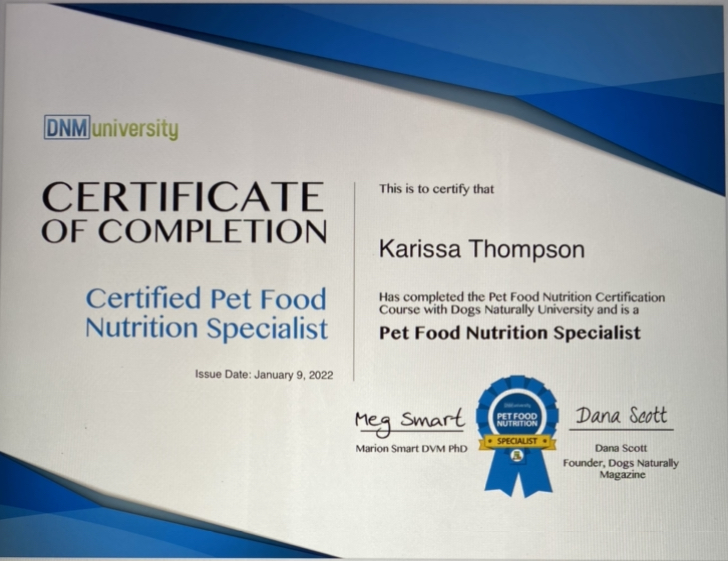 DNMuniversity
CERTIFICATE
OF COMPLETION
Certified Pet Food
Nutrition Specialist
Issue Date: January 9, 2022
This is to certify that
Karissa Thompson
Has completed the Pet Food Nutrition Certification
Course with Dogs Naturally University and is a
Pet Food Nutrition Specialist
Meg Smart
Marion Smart DVM PhD
PET FOOD
NUTRITION
SPECIALIST
Dana Scott
Dana Scott
Founder, Dogs Naturally
Magazine